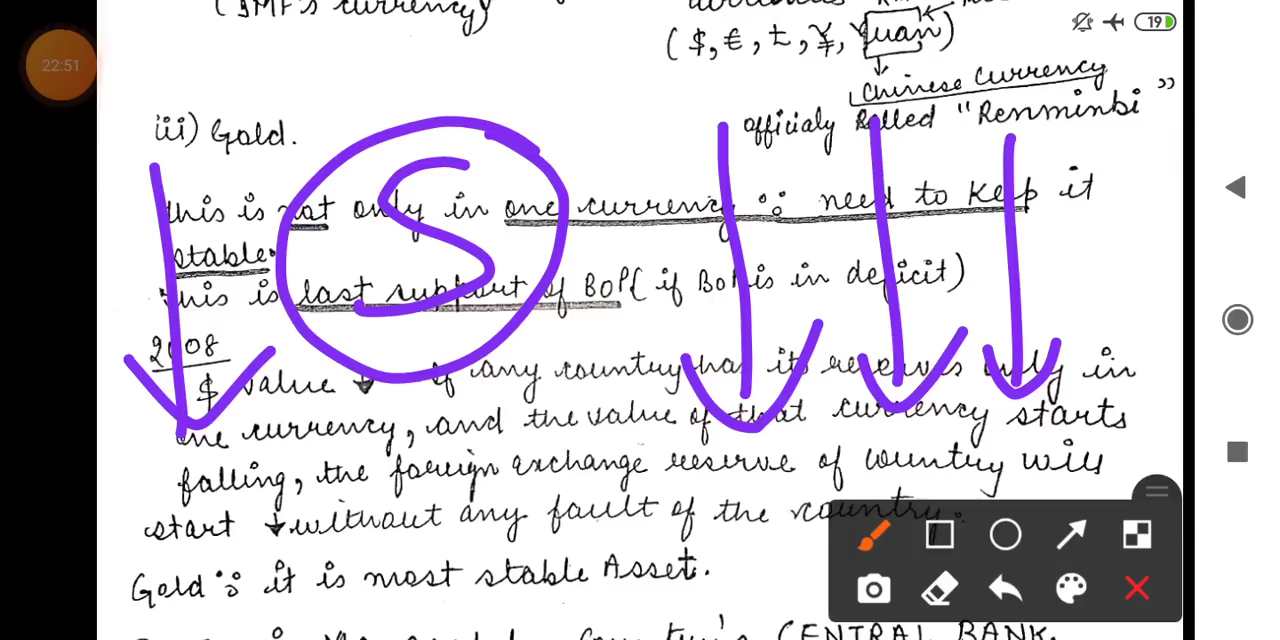 22:51
19
(IMF's currency)
($, €, £, ¥, Yuan)
Chinese currency
officialy Called "Renminbi"
iii) Gold.
This is not only in one currency ∵ need to keep it
stable.
This is last support of BOP (if BOP is in deficit)
S
2008
$ value ↓ If any country has its reserves only in
one currency, and the value of that currency starts
falling, the foreign exchange reserve of country will
start ↓ without any fault of the country.
Gold ∵ it is most stable Asset.
country's CENTRAL BANK.